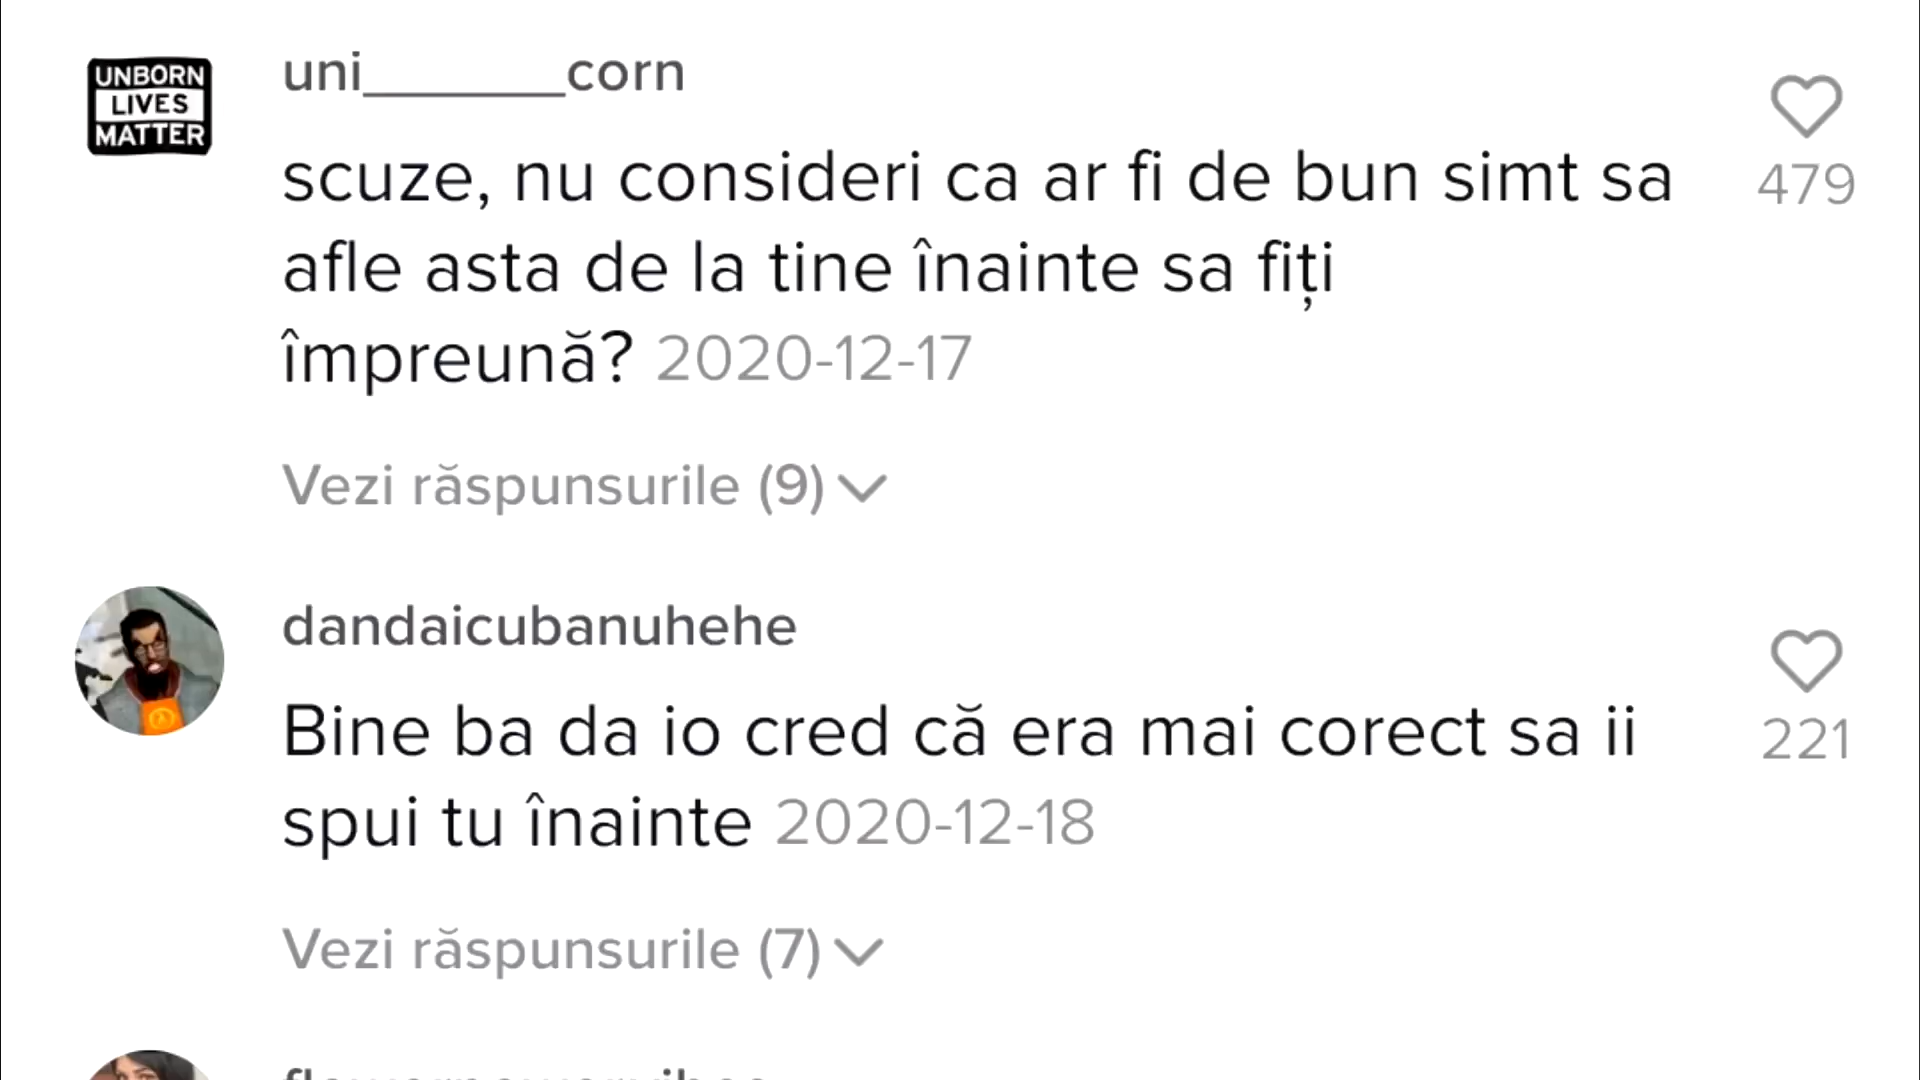 UNBORN
LIVES
MATTER
uni_______corn
scuze, nu consideri ca ar fi de bun simt sa
479
afle asta de la tine înainte sa fiți
împreună? 2020-12-17
Vezi răspunsurile (9)
dandaicubanuhehe
Bine ba da io cred că era mai corect sa ii
221
spui tu înainte 2020-12-18
Vezi răspunsurile (7)